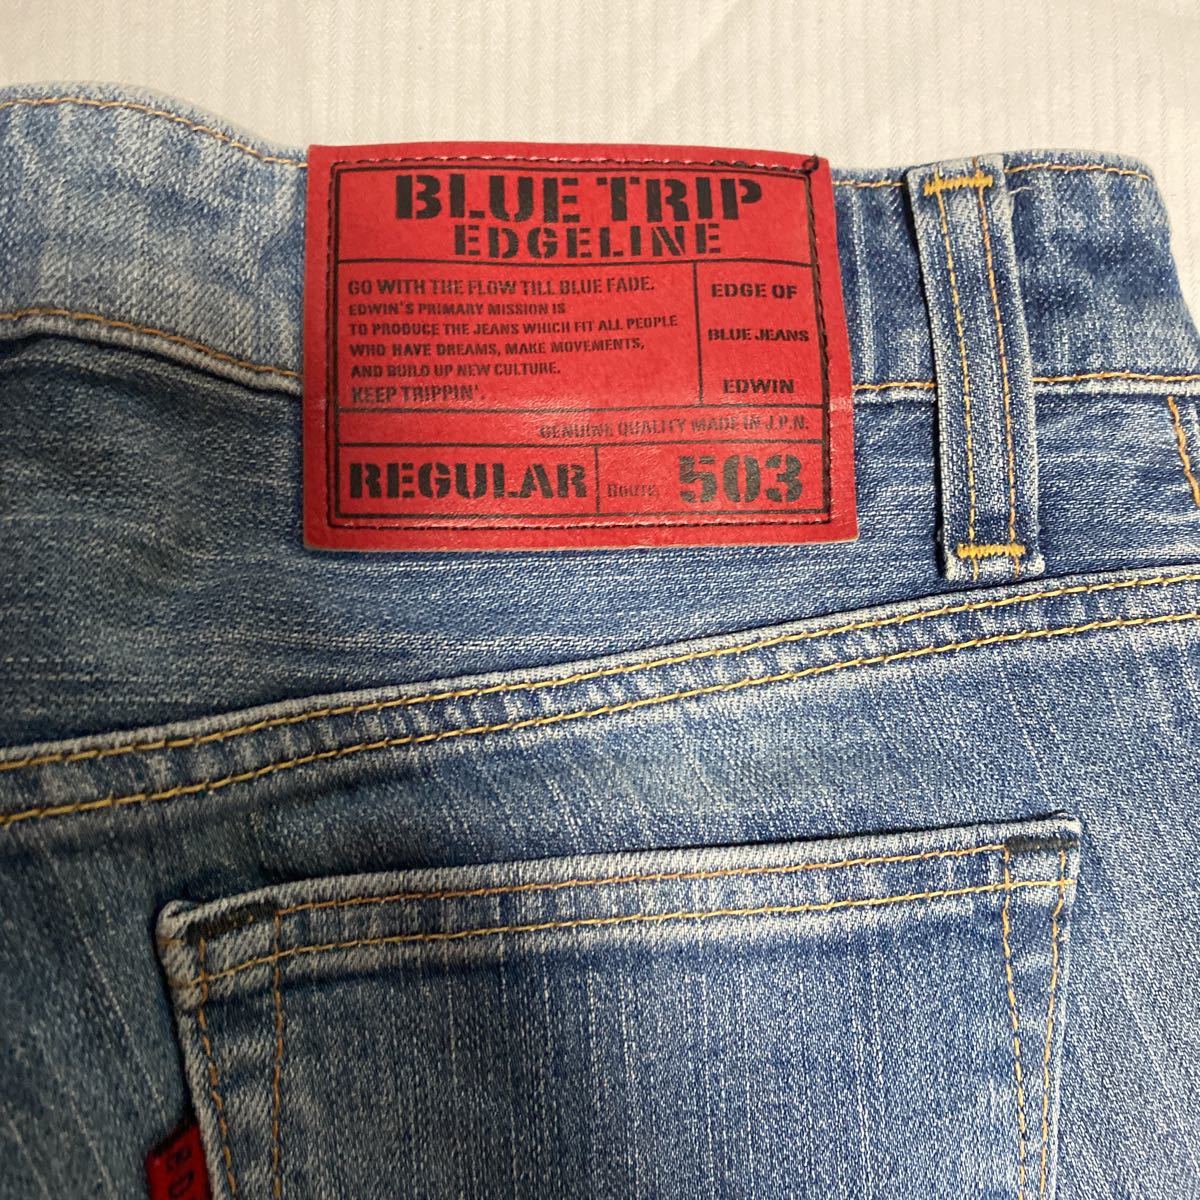 BLUE TRIP
EDGELINE
GO WITH THE FLOW TILL BLUE FADE.
EDWIN'S PRIMARY MISSION IS
TO PRODUCE THE JEANS WHICH FIT ALL PEOPLE
WHO HAVE DREAMS, MAKE MOVEMENTS,
AND BUILD UP NEW CULTURE.
KEEP TRIPPIN'.
EDGE OF
BLUE JEANS
EDWIN
GENUINE QUALITY MADE IN J.P.N.
REGULAR
Route 503